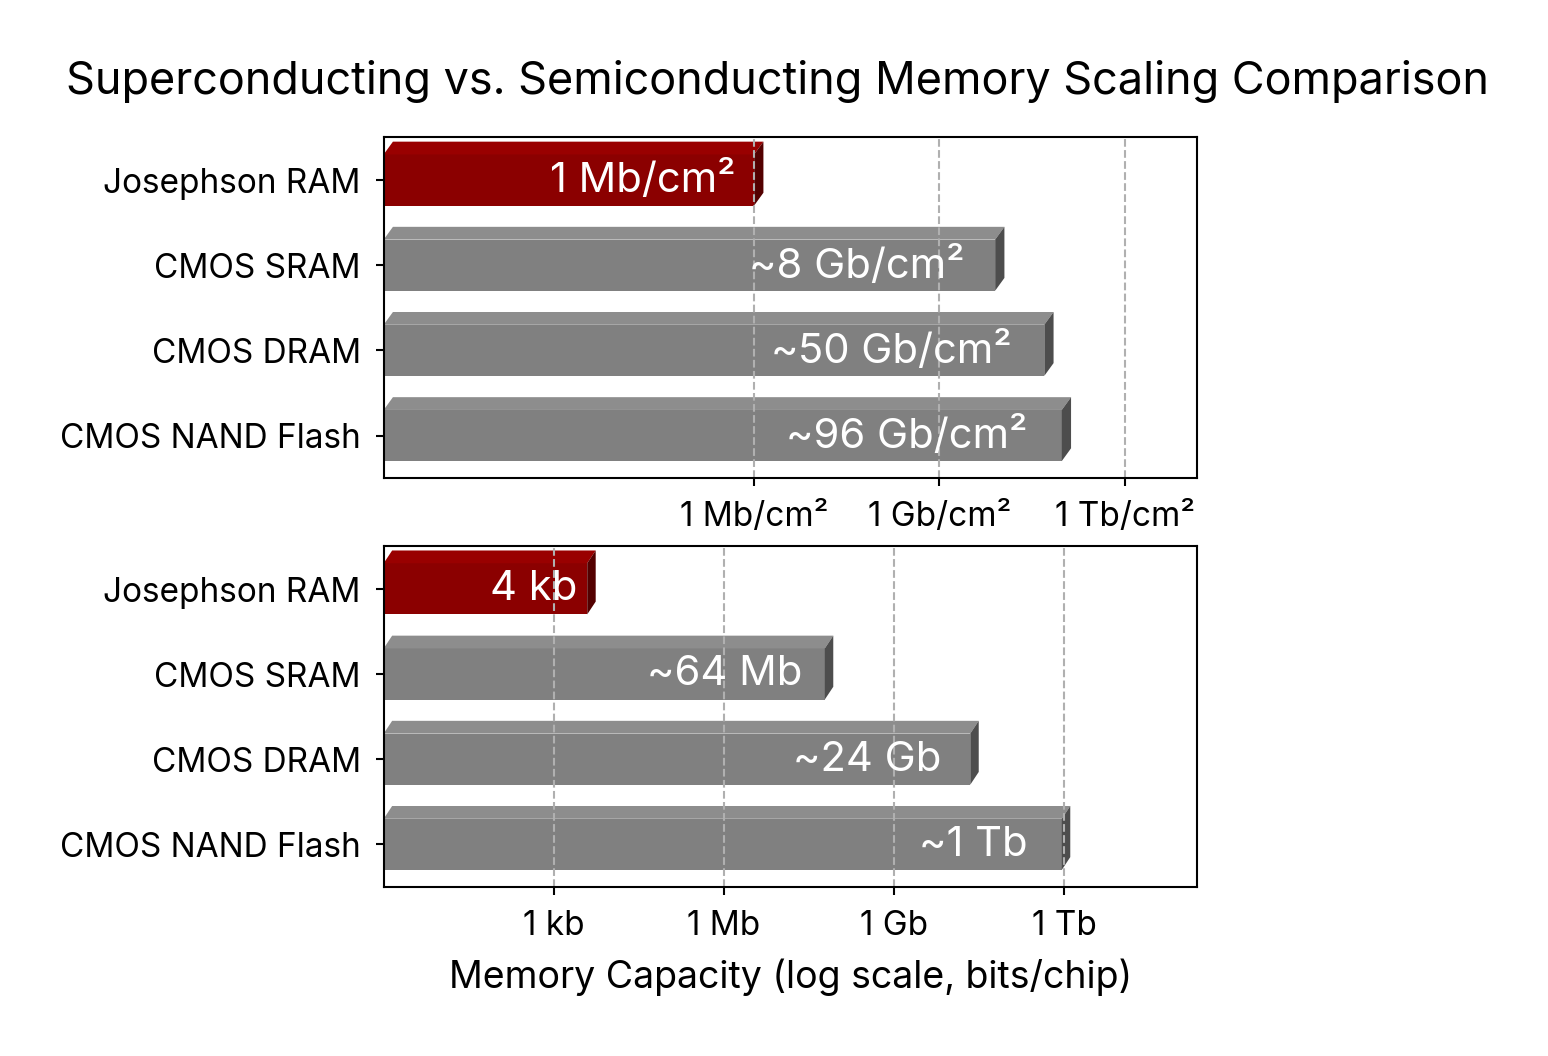 Superconducting vs. Semiconducting Memory Scaling Comparison
Josephson RAM
1 Mb/cm²
CMOS SRAM
~8 Gb/cm²
CMOS DRAM
~50 Gb/cm²
CMOS NAND Flash
~96 Gb/cm²
1 Mb/cm² 1 Gb/cm² 1 Tb/cm²
Josephson RAM
4 kb
CMOS SRAM
~64 Mb
CMOS DRAM
~24 Gb
CMOS NAND Flash
~1 Tb
1 kb 1 Mb 1 Gb 1 Tb
Memory Capacity (log scale, bits/chip)